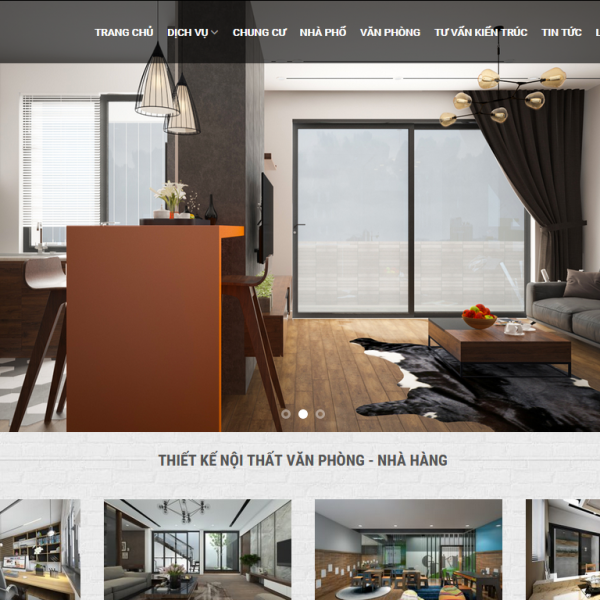 TRANG CHỦ DỊCH VỤ CHUNG CƯ NHÀ PHỐ VĂN PHÒNG TƯ VẤN KIẾN TRÚC TIN TỨC
THIẾT KẾ NỘI THẤT VĂN PHÒNG - NHÀ HÀNG